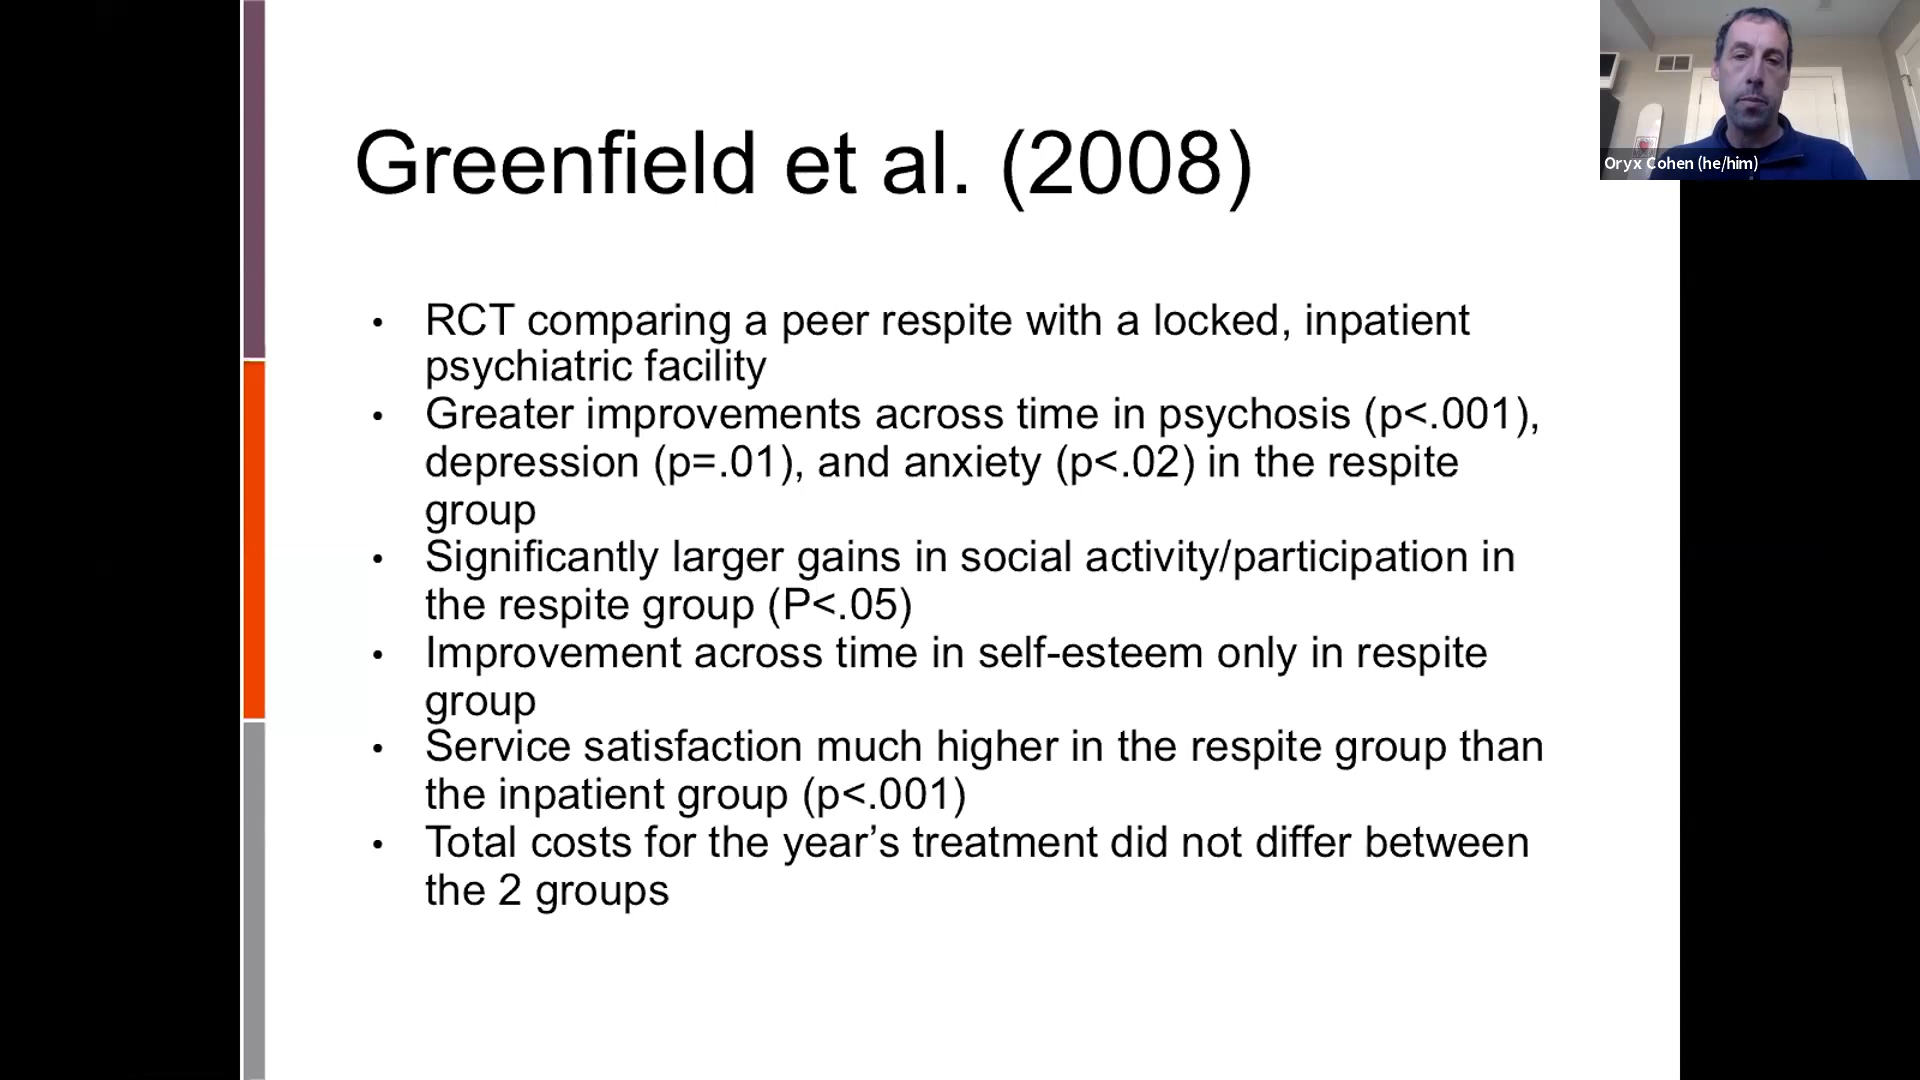 Greenfield et al. (2008)
• RCT comparing a peer respite with a locked, inpatient
psychiatric facility
• Greater improvements across time in psychosis (p<.001),
depression (p=.01), and anxiety (p<.02) in the respite
group
• Significantly larger gains in social activity/participation in
the respite group (P<.05)
• Improvement across time in self-esteem only in respite
group
• Service satisfaction much higher in the respite group than
the inpatient group (p<.001)
• Total costs for the year’s treatment did not differ between
the 2 groups
Oryx Cohen (he/him)